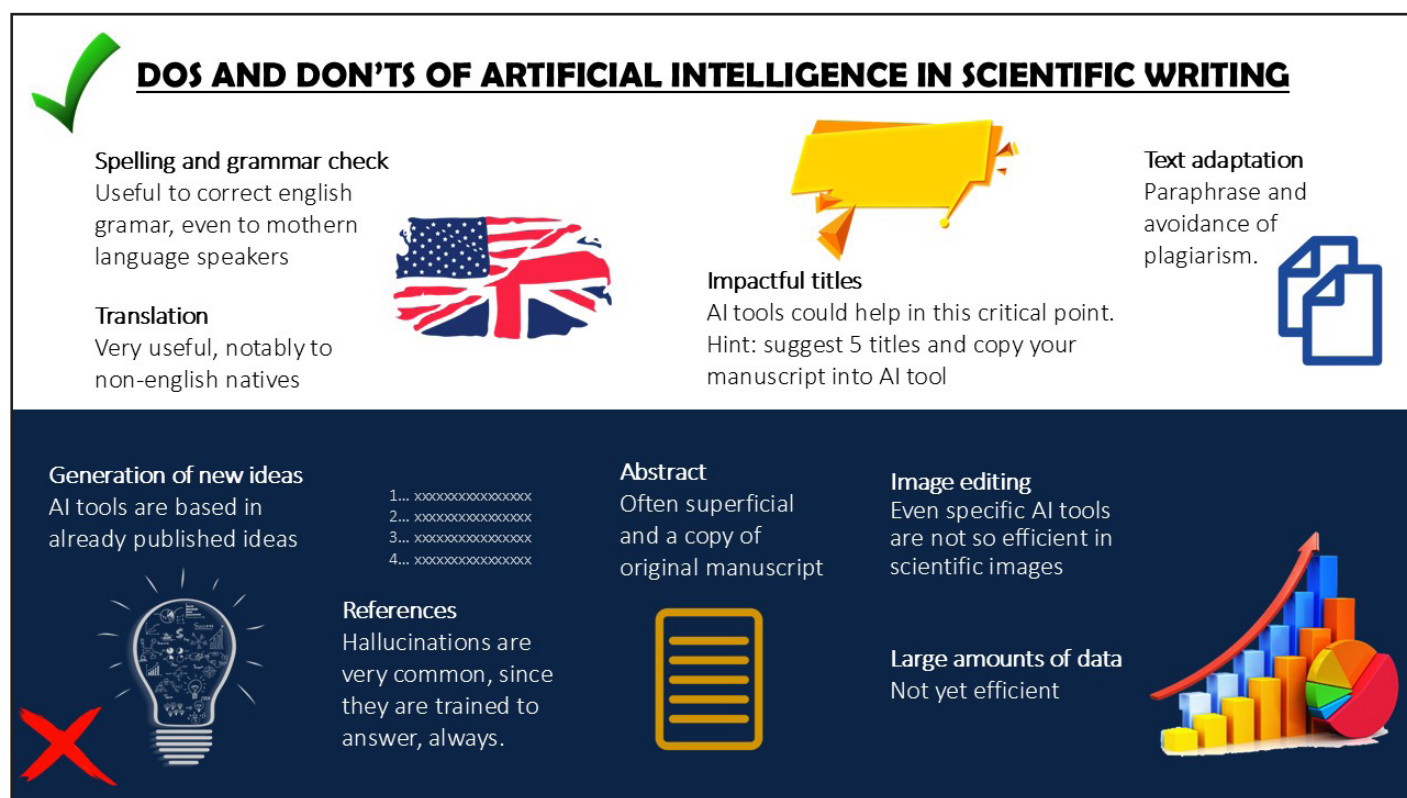 DOS AND DON'TS OF ARTIFICIAL INTELLIGENCE IN SCIENTIFIC WRITING
Spelling and grammar check
Useful to correct english
gramar, even to mothern
language speakers
Translation
Very useful, notably to
non-english natives
Impactful titles
AI tools could help in this critical point.
Hint: suggest 5 titles and copy your
manuscript into AI tool
Text adaptation
Paraphrase and
avoidance of
plagiarism.
Generation of new ideas
AI tools are based in
already published ideas
1... xxxxxxxxxxxxxxxx
2... xxxxxxxxxxxxxxxx
3... xxxxxxxxxxxxxxxx
4... xxxxxxxxxxxxxxxx
References
Hallucinations are
very common, since
they are trained to
answer, always.
Abstract
Often superficial
and a copy of
original manuscript
Image editing
Even specific AI tools
are not so efficient in
scientific images
Large amounts of data
Not yet efficient